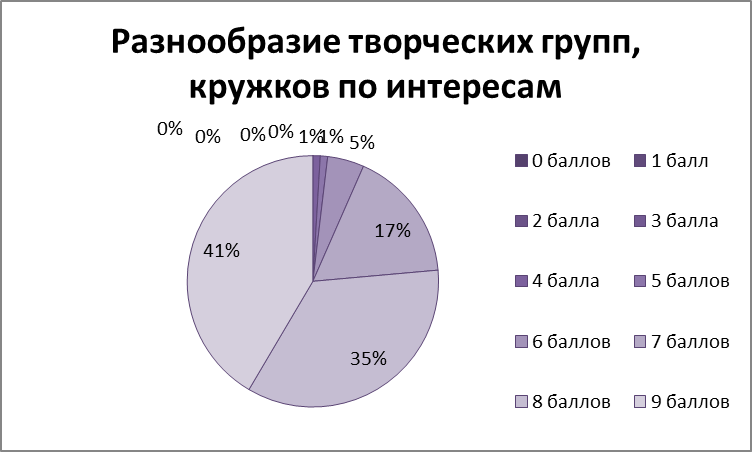 Разнообразие творческих групп,
кружков по интересам
0% 0% 0% 0% 1% 1% 5%
17%
41%
35%
0 баллов 1 балл
2 балла 3 балла
4 балла 5 баллов
6 баллов 7 баллов
8 баллов 9 баллов